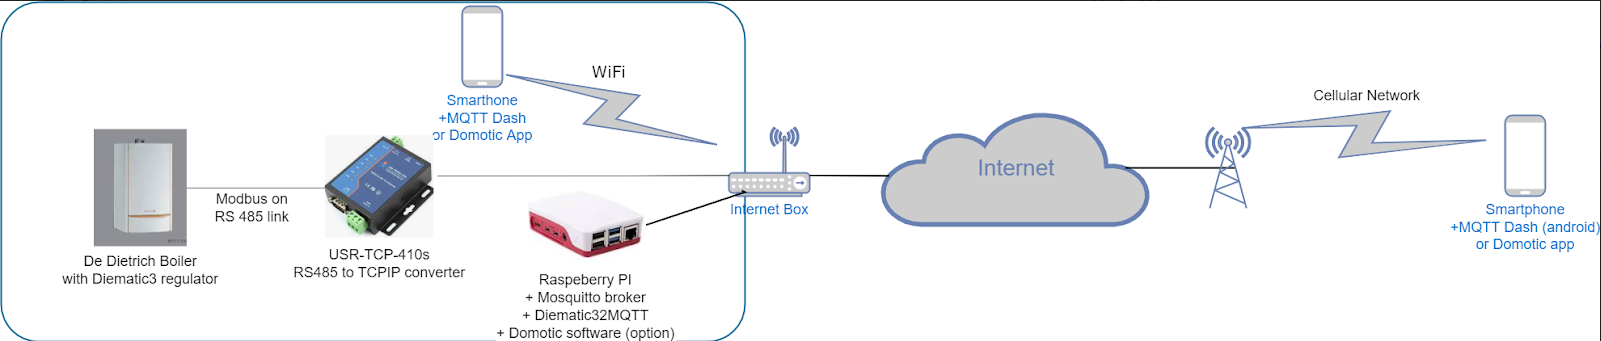 WiFi
Smarthone
+MQTT Dash
or Domotic App
Modbus on
RS 485 link
De Dietrich Boiler
with Diematic3 regulator
USR-TCP-410s
RS485 to TCPIP converter
Raspeberry PI
+ Mosquitto broker
+ Diematic32MQTT
+ Domotic software (option)
Internet Box
Internet
Cellular Network
Smartphone
+MQTT Dash (android)
or Domotic app